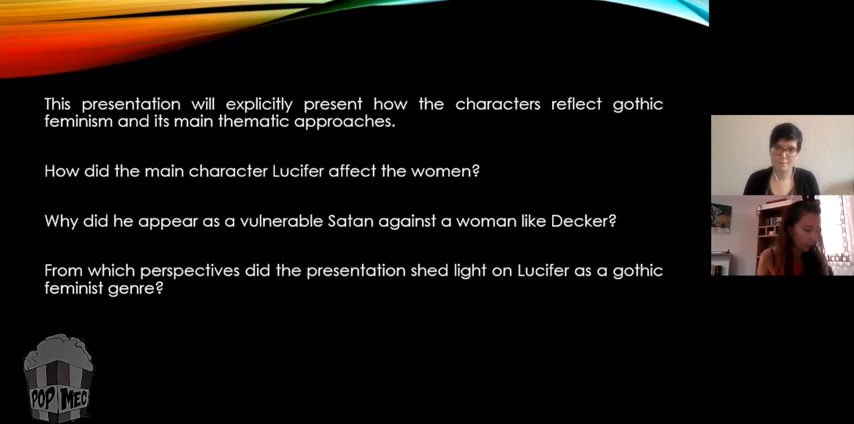 This presentation will explicitly present how the characters reflect gothic
feminism and its main thematic approaches.
How did the main character Lucifer affect the women?
Why did he appear as a vulnerable Satan against a woman like Decker?
From which perspectives did the presentation shed light on Lucifer as a gothic
feminist genre?
POP MEC